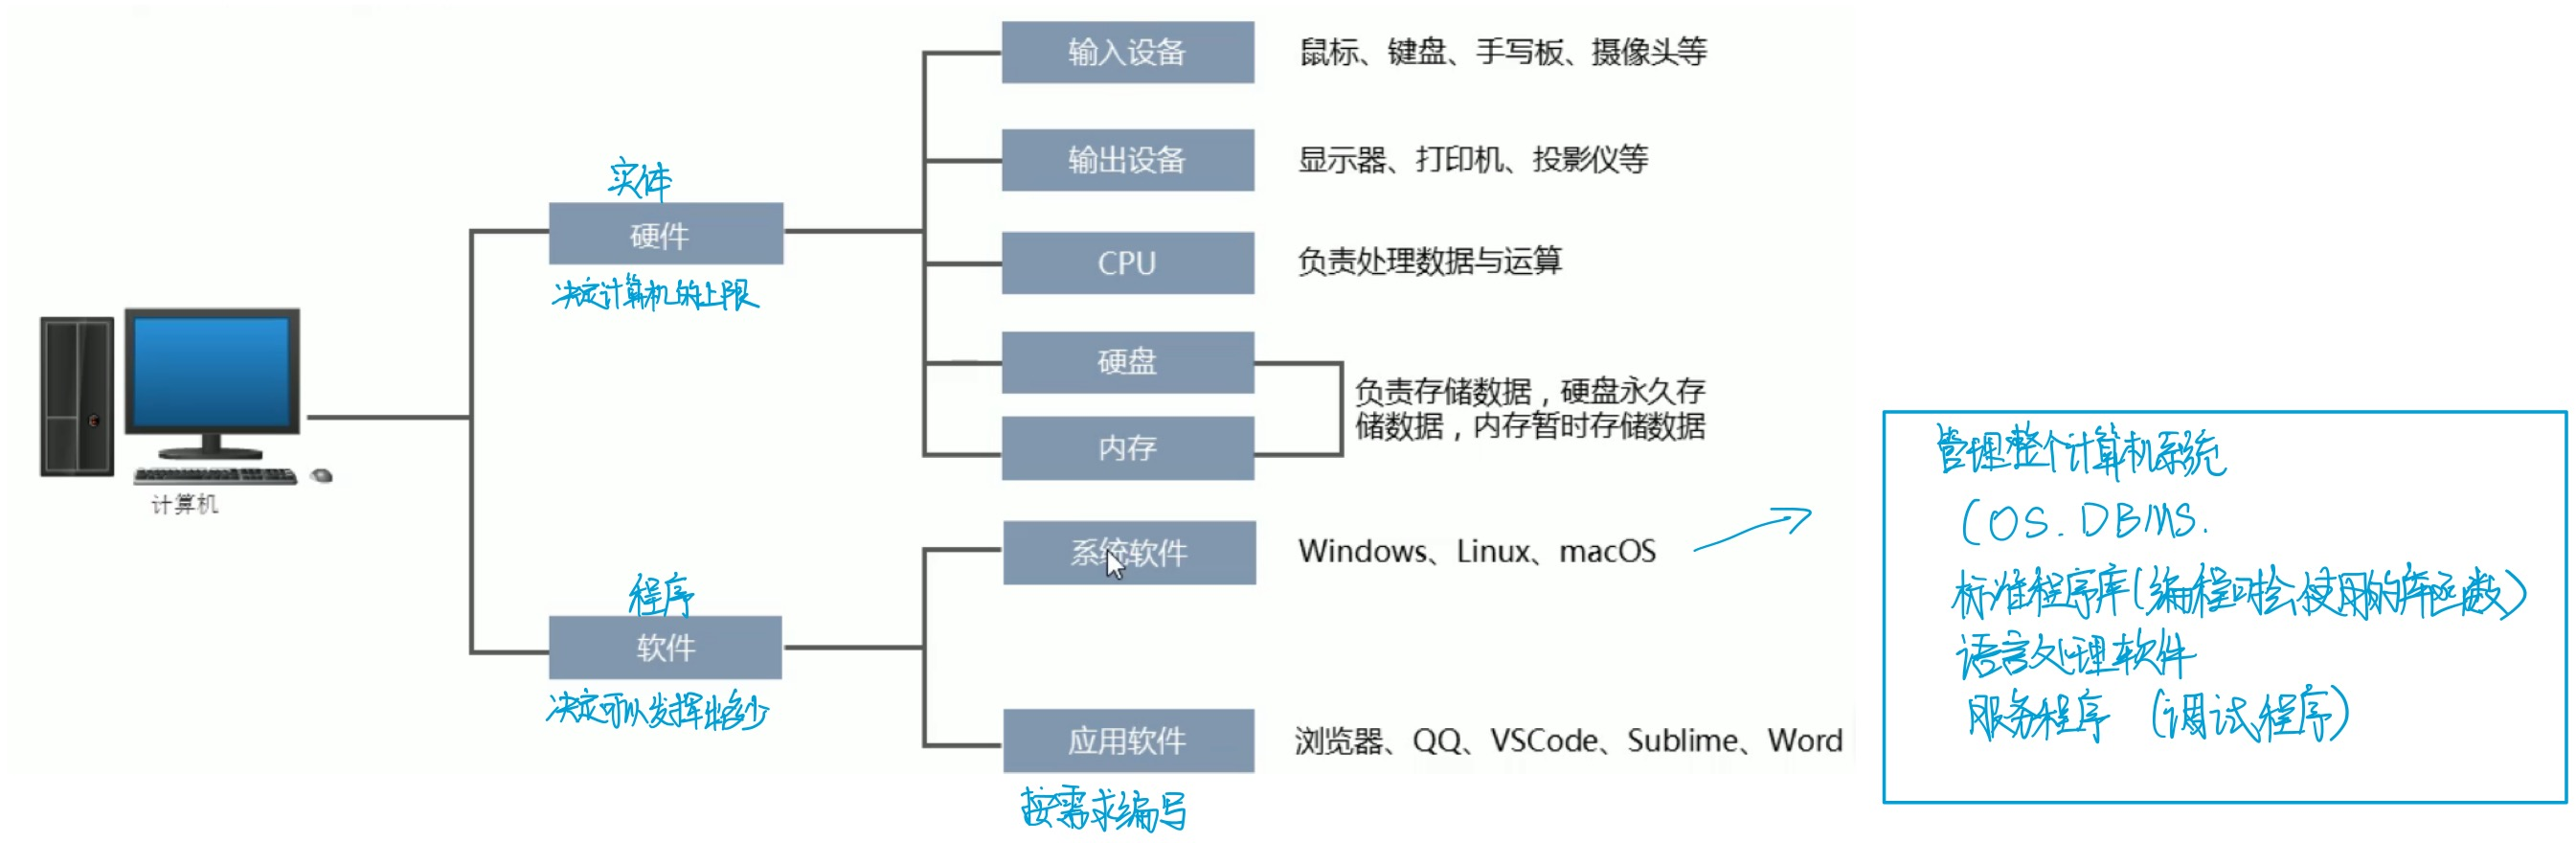 输入设备
鼠标、键盘、手写板、摄像头等
输出设备
显示器、打印机、投影仪等
实体
硬件
决定计算机的上限
CPU
负责处理数据与运算
硬盘
内存
负责存储数据，硬盘永久存
储数据，内存暂时存储数据
计算机
程序
软件
决定可以发挥出多少
系统软件
Windows、Linux、macOS
应用软件
浏览器、QQ、VSCode、Sublime、Word
按需求编写
管理整个计算机系统
(OS. DBMS.
标准程序库(编程时会使用的库函数)
语言处理软件
服务程序 (调试程序)